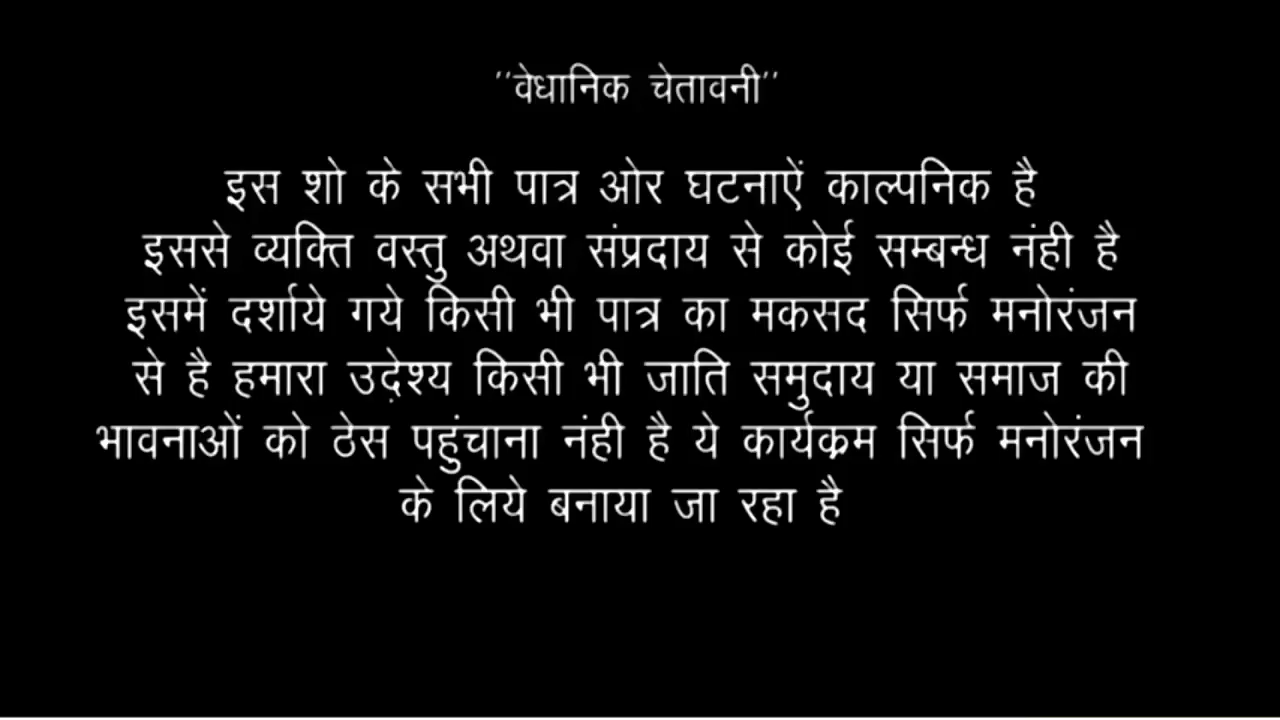 "वेधानिक चेतावनी"
इस शो के सभी पात्र ओर घटनाऐं काल्पनिक है
इससे व्यक्ति वस्तु अथवा संप्रदाय से कोई सम्बन्ध नंही है
इसमें दर्शाये गये किसी भी पात्र का मकसद सिर्फ मनोरंजन
से है हमारा उदे़श्य किसी भी जाति समुदाय या समाज की
भावनाओं को ठेस पहुंचाना नंही है ये कार्यक्रम सिर्फ मनोरंजन
के लिये बनाया जा रहा है